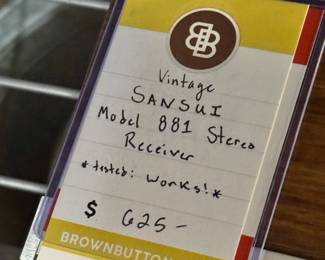 Vintage
SANSUI
Model 881 Stereo
Receiver
*tested: works!*
$ 625-
BROWNBUTTON